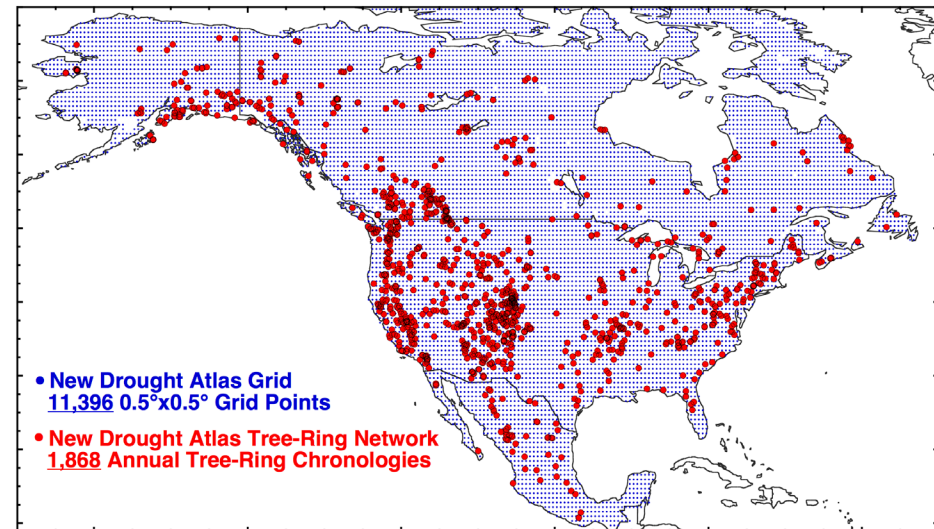 • New Drought Atlas Grid
11,396 0.5°x0.5° Grid Points
• New Drought Atlas Tree-Ring Network
1,868 Annual Tree-Ring Chronologies